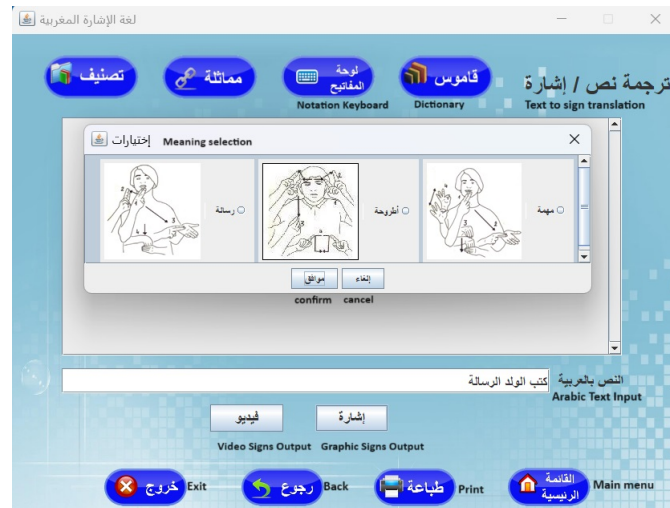 لغة الإشارة المغربية
تصنيف
مماثلة
لوحة
المفاتيح
Notation Keyboard
قاموس
Dictionary
ترجمة نص / إشارة
Text to sign translation
إختيارات
Meaning selection
رسالة
أطروحة
مهمة
موافق
إلغاء
confirm
cancel
النص بالعربية
كتب الولد الرسالة
Arabic Text Input
فيديو
إشارة
Video Signs Output
Graphic Signs Output
خروج
Exit
رجوع
Back
طباعة
Print
القائمة
الرئيسية
Main menu